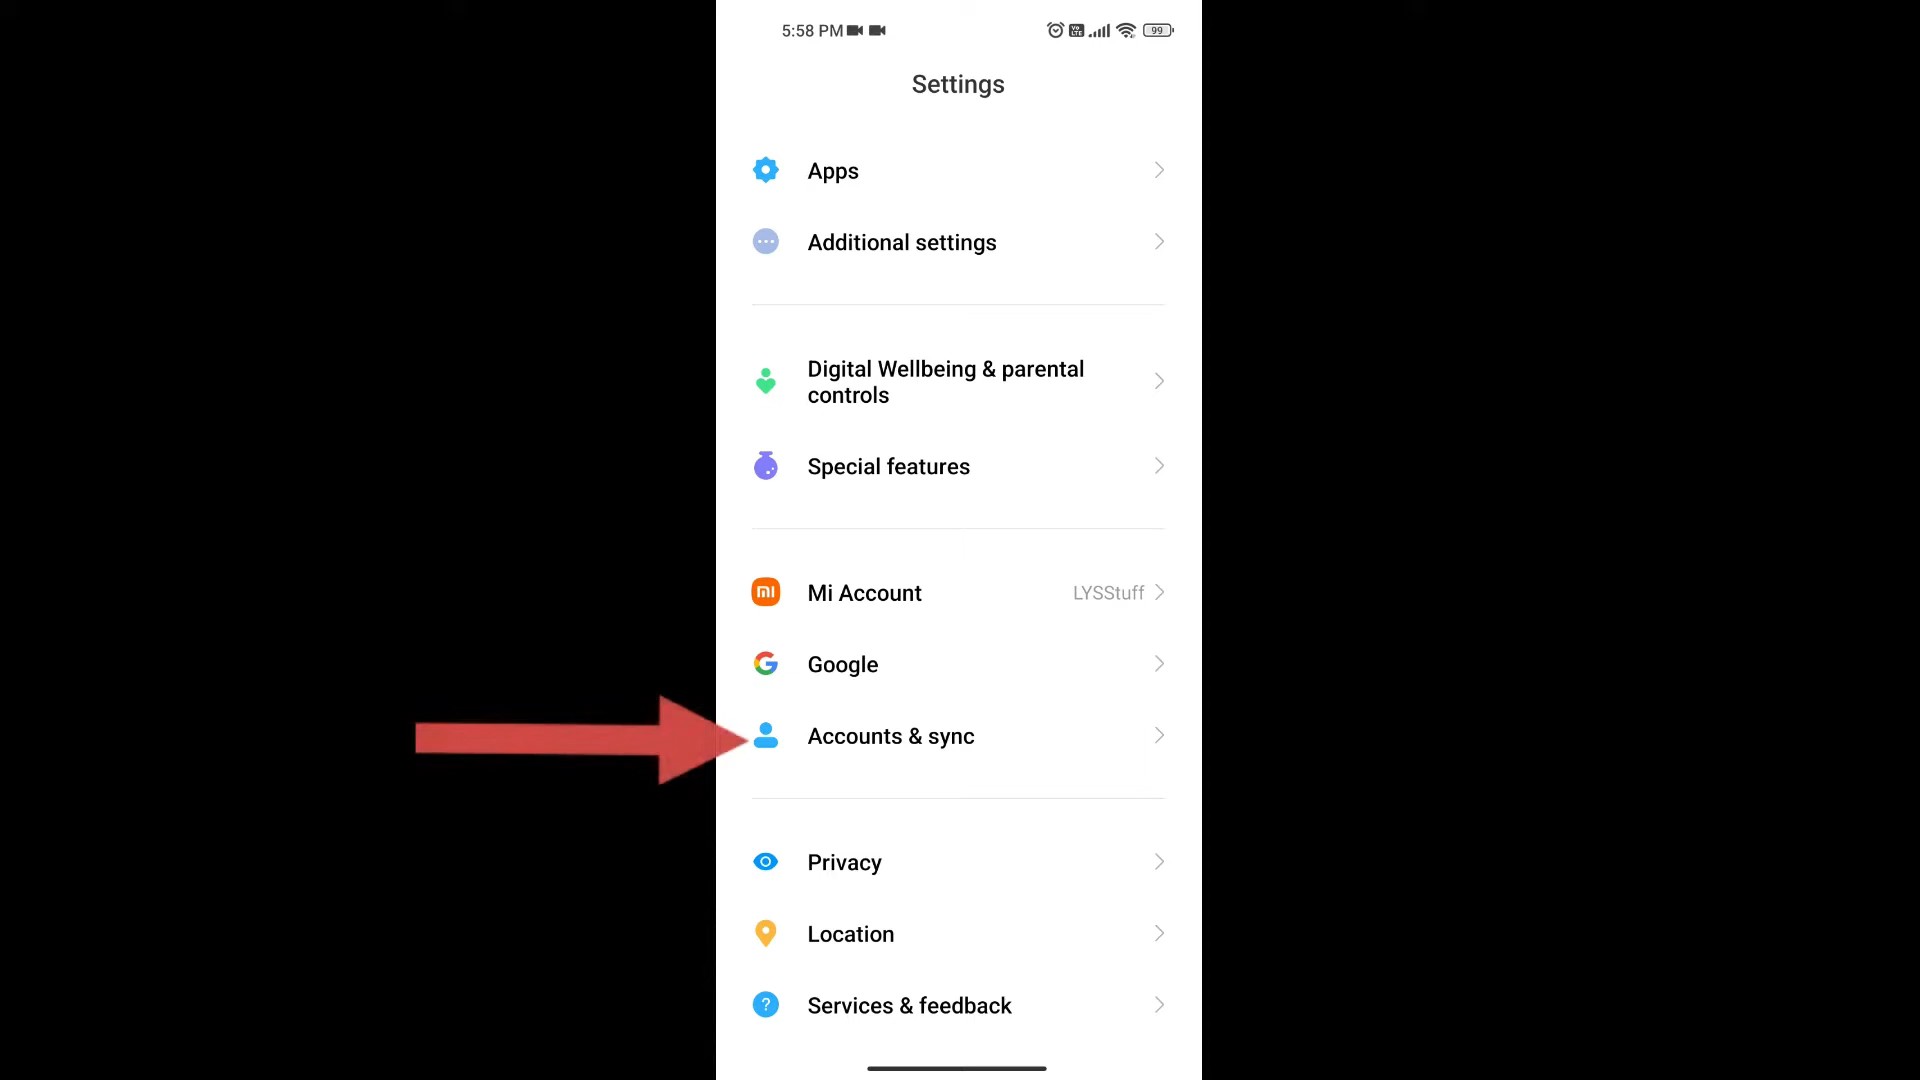 5:58 PM
99
Settings
Apps
Additional settings
Digital Wellbeing & parental
controls
Special features
Mi Account
LYSStuff
Google
Accounts & sync
Privacy
Location
Services & feedback